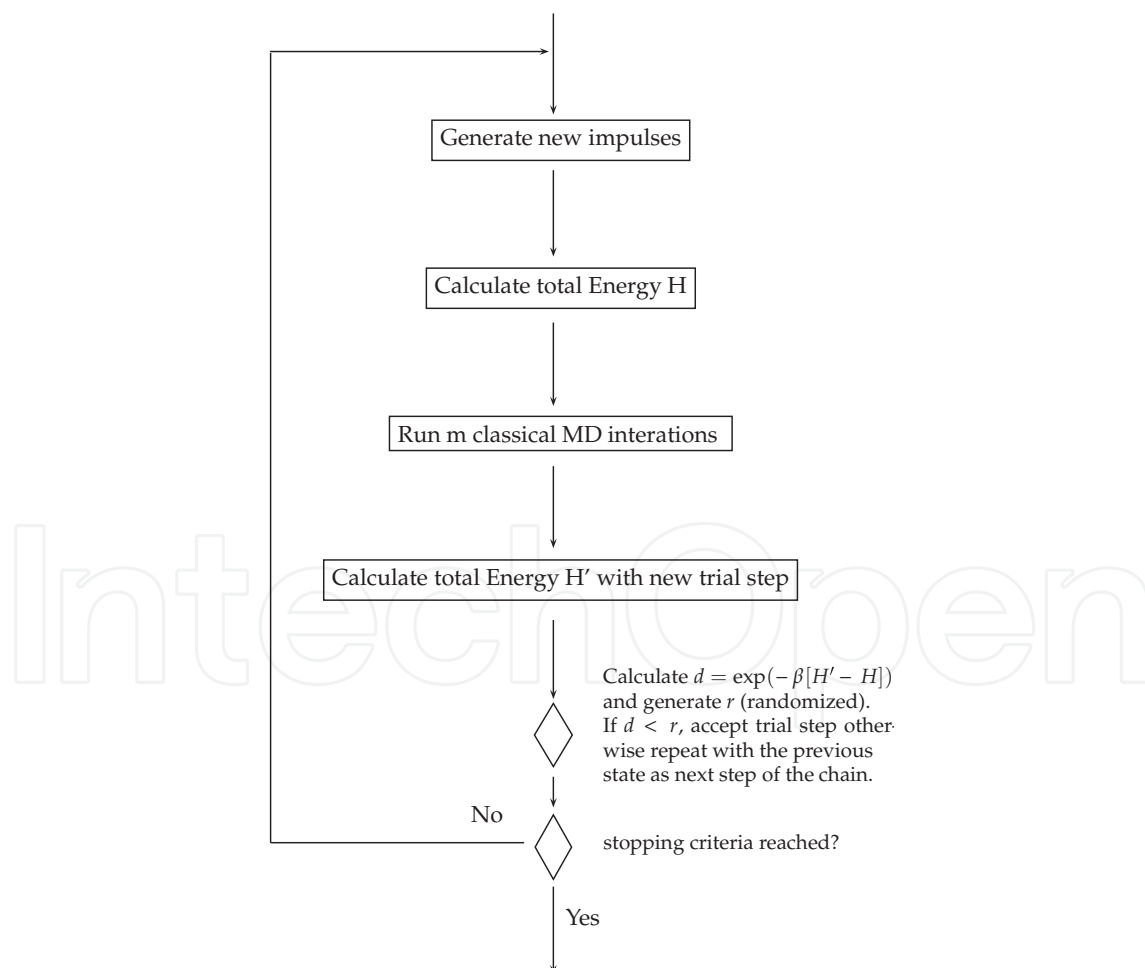 Generate new impulses
Calculate total Energy H
Run m classical MD interations
Calculate total Energy H′ with new trial step
Calculate d = exp(−β[H′ − H])
and generate r (randomized).
If d < r, accept trial step other-
wise repeat with the previous
state as next step of the chain.
No
stopping criteria reached?
Yes
IntechOpen